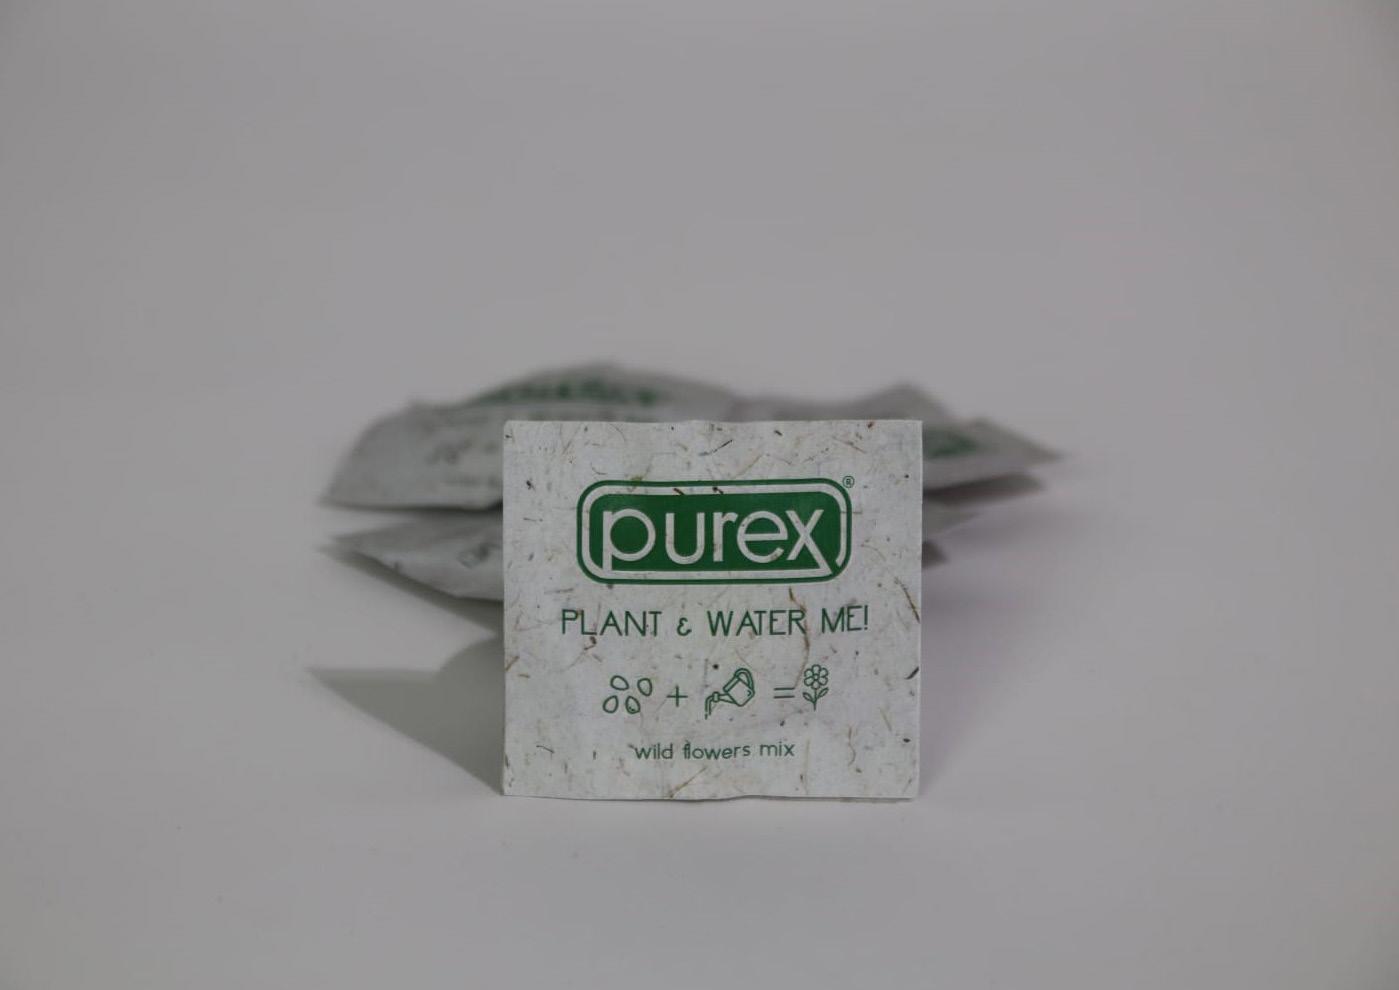 purex®
PLANT & WATER ME!
+ =
wild flowers mix